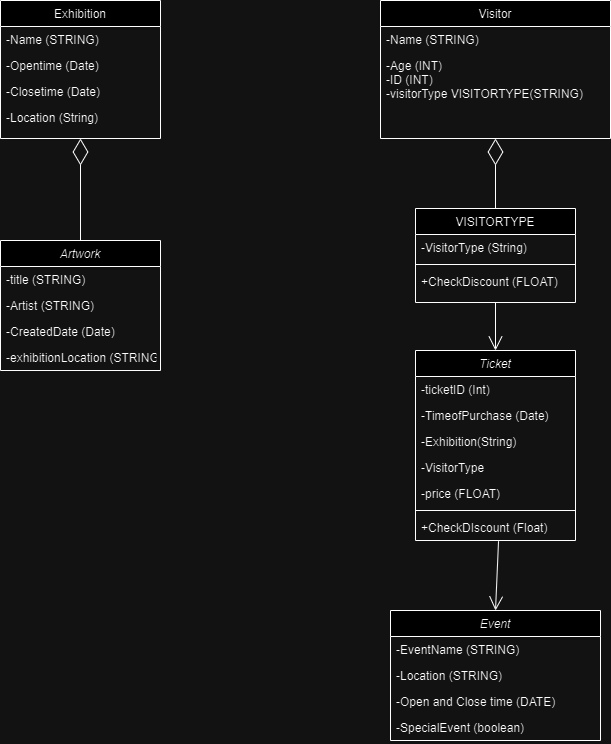 Exhibition
-Name (STRING)
-Opentime (Date)
-Closetime (Date)
-Location (String)
Artwork
-title (STRING)
-Artist (STRING)
-CreatedDate (Date)
-exhibitionLocation (STRING
Visitor
-Name (STRING)
-Age (INT)
-ID (INT)
-visitorType VISITORTYPE(STRING)
VISITORTYPE
-VisitorType (String)
+CheckDiscount (FLOAT)
Ticket
-ticketID (Int)
-TimeofPurchase (Date)
-Exhibition(String)
-VisitorType
-price (FLOAT)
+CheckDIscount (Float)
Event
-EventName (STRING)
-Location (STRING)
-Open and Close time (DATE)
-SpecialEvent (boolean)